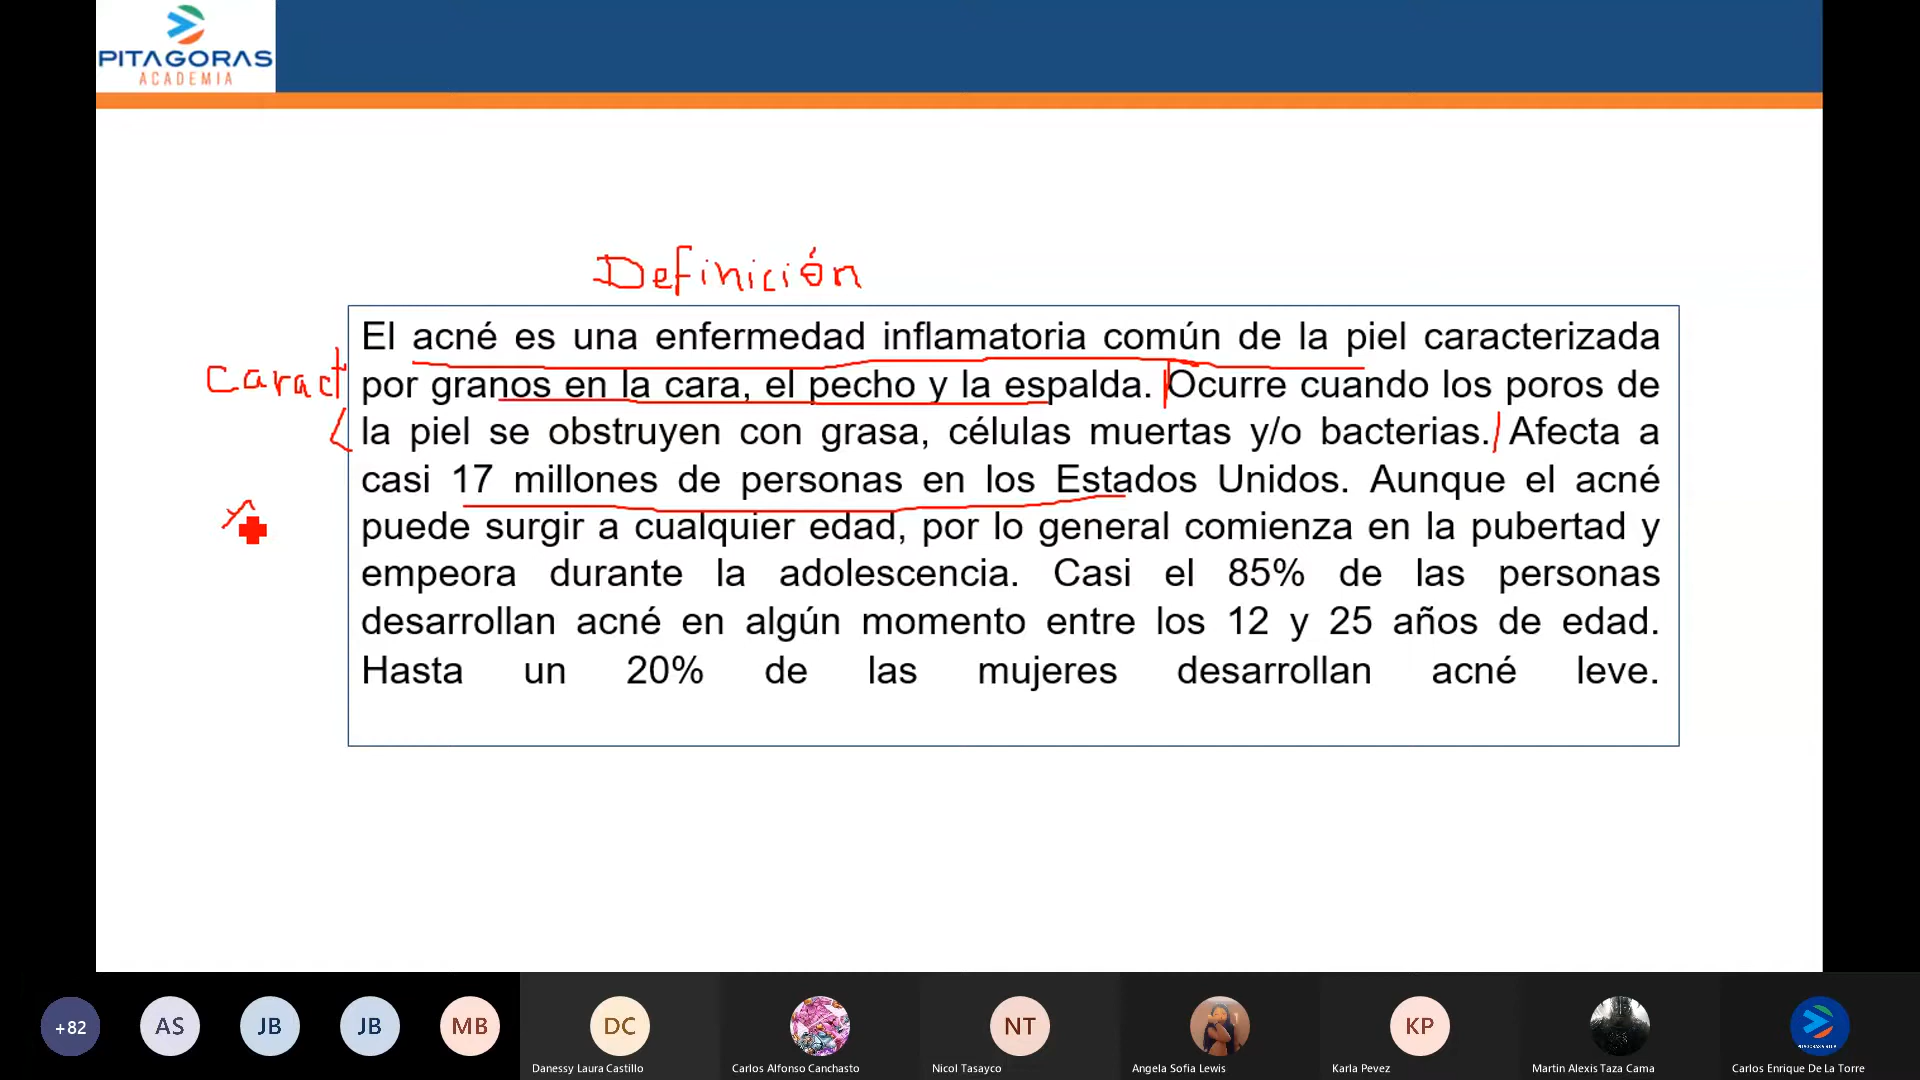 PITAGORAS
ACADEMIA
Definición
El acné es una enfermedad inflamatoria común de la piel caracterizada
Caract
por granos en la cara, el pecho y la espalda. Ocurre cuando los poros de
la piel se obstruyen con grasa, células muertas y/o bacterias. Afecta a
casi 17 millones de personas en los Estados Unidos. Aunque el acné
puede surgir a cualquier edad, por lo general comienza en la pubertad y
empeora durante la adolescencia. Casi el 85% de las personas
desarrollan acné en algún momento entre los 12 y 25 años de edad.
Hasta un 20% de las mujeres desarrollan acné leve.
+82
AS
JB
JB
MB
DC
NT
KP
Danessy Laura Castillo
Carlos Alfonso Canchasto
Nicol Tasayco
Angela Sofia Lewis
Karla Pevez
Martin Alexis Taza Cama
Carlos Enrique De La Torre